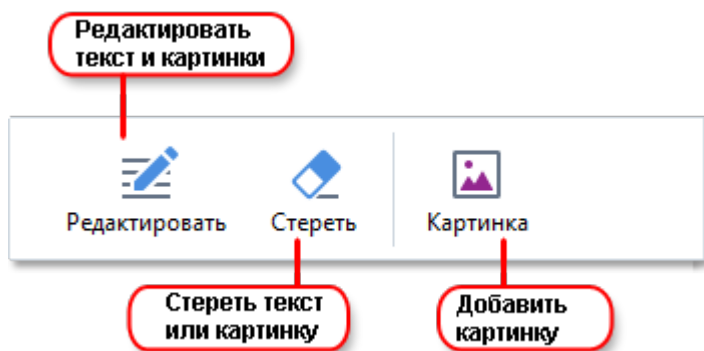 Редактировать
текст и картинки
Редактировать
Стереть
Картинка
Стереть текст
или картинку
Добавить
картинку